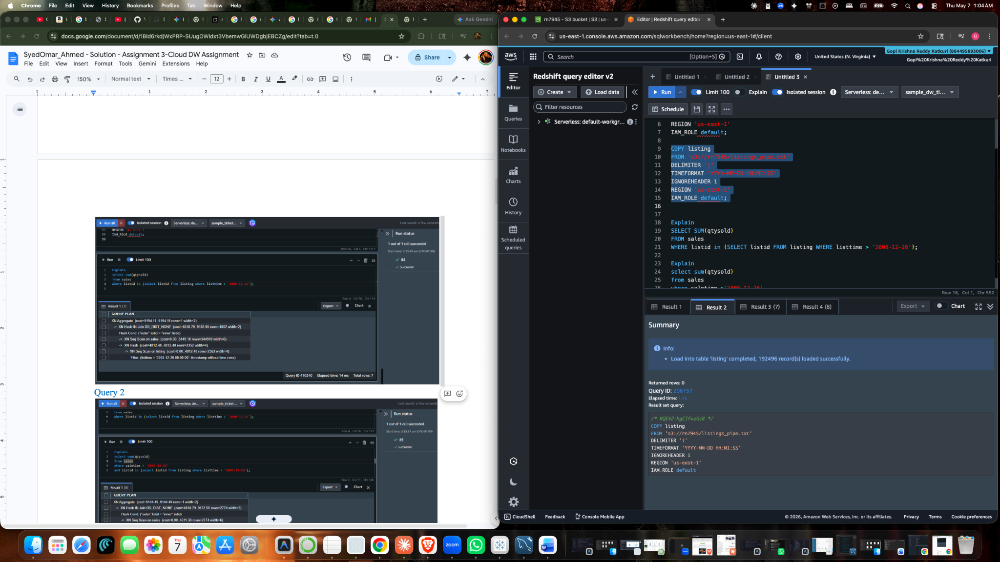 Chrome File Edit View History Bookmarks Profiles Tab Window Help
Thu May 7 1:04 AM
Ask Gemini
docs.google.com/document/d/1Bld6rkdjWxPRP-SUugOWidxt3VbemwGiUWDgbjEBCZg/edit?tab=t.0
SyedOmar_Ahmed - Solution - Assignment 3-Cloud DW Assignment
File Edit View Insert Format Tools Gemini Extensions Help
Share
150% Normal text Times ... 12 B I U A
1 1 2 3 4 5 6 7
Run all Isolated session Serverless: de... sample_ticket... Last saved: a few seconds
54 REGION 'us-east-1'
55 IAM_ROLE default;
56
Row 56, Col 1, Chr 1117
Run status
1 out of 1 cell succeeded
Start time: 3:23:49 am (UTC-07:00)
#3
Succeeded
Run Limit 100
1 Explain
2 select sum(qtysold)
3 from sales
4 where listid in (select listid from listing where listtime > '2008-12-26');
5
Row 4, Col 76, Chr 119
Result 1 (7) Export Chart
QUERY PLAN
XN Aggregate (cost=9194.11..9194.11 rows=1 width=2)
-> XN Hash IN Join DS_DIST_NONE (cost=4818.79..9183.95 rows=4062 width=2)
Hash Cond: ("outer".listid = "inner".listid)
-> XN Seq Scan on sales (cost=0.00..3449.10 rows=344910 width=6)
-> XN Hash (cost=4812.40..4812.40 rows=2352 width=4)
-> XN Seq Scan on listing (cost=0.00..4812.40 rows=2352 width=4)
Filter: (listtime > '2008-12-26 00:00:00'::timestamp without time zone)
Query ID 410240 Elapsed time: 14 ms Total rows: 7
Query 2
Run all Isolated session Serverless: de... sample_ticket... Last saved: a few seconds
3 from sales
4 where listid in (select listid from listing where listtime > '2008-12-26');
5
Row 4, Col 76, Chr 119
Run status
1 out of 1 cell succeeded
Start time: 3:25:37 am (UTC-07:00)
#4
Succeeded
Run Limit 100
1 Explain
2 select sum(qtysold)
3 from sales
4 where saletime > '2008-12-26'
5 and listid in (select listid from listing where listtime > '2008-12-26');
Row 3, Col 11, Chr 146
Result 1 (8) Export Chart
QUERY PLAN
XN Aggregate (cost=9144.49..9144.49 rows=1 width=2)
-> XN Hash IN Join DS_DIST_NONE (cost=4818.79..9137.55 rows=2774 width=2)
Hash Cond: ("outer".listid = "inner".listid)
-> XN Seq Scan on sales (cost=0.00..4311.38 rows=2774 width=6)
rn7945 - S3 bucket | S3 | us- Editor | Redshift query editor
us-east-1.console.aws.amazon.com/sqlworkbench/home?region=us-east-1#/client
G
aws Search [Option+S] United States (N. Virginia)
Gopi Krishna Reddy Katkuri (884495893006)
Gopi%20Krishna%20Reddy%20Katkuri
Editor
Queries
Notebooks
Charts
History
Scheduled queries
Redshift query editor v2
Create Load data
Filter resources
Serverless: default-workgr...
Untitled 1 Untitled 2 Untitled 3
Run Limit 100 Explain Isolated session Serverless: de... sample_dw_ti...
Schedule
6 REGION 'us-east-1'
7 IAM_ROLE default;
8
9 COPY listing
10 FROM 's3://rn7945/listings_pipe.txt'
11 DELIMITER '|'
12 TIMEFORMAT 'YYYY-MM-DD HH:MI:SS'
13 IGNOREHEADER 1
14 REGION 'us-east-1'
15 IAM_ROLE default;
16
17
18 Explain
19 SELECT SUM(qtysold)
20 FROM sales
21 WHERE listid in (SELECT listid FROM listing WHERE listtime > '2008-12-26');
22
23 Explain
24 select sum(qtysold)
25 from sales
26 where saletime >'2008-12-26'
Row 16, Col 1, Chr 552
Result 1 Result 2 Result 3 (7) Result 4 (8) Export Chart
Summary
Info:
• Load into table 'listing' completed, 192496 record(s) loaded successfully.
Returned rows: 0
Query ID: 206157
Elapsed time: 1.1s
Result set query:
/* RQEV2-hgCTfvzGcB */
COPY listing
FROM 's3://rn7945/listings_pipe.txt'
DELIMITER '|'
TIMEFORMAT 'YYYY-MM-DD HH:MI:SS'
IGNOREHEADER 1
REGION 'us-east-1'
IAM_ROLE default
CloudShell Feedback Console Mobile App © 2026, Amazon Web Services, Inc. or its affiliates. Privacy Terms Cookie preferences
Thu
7
zoom